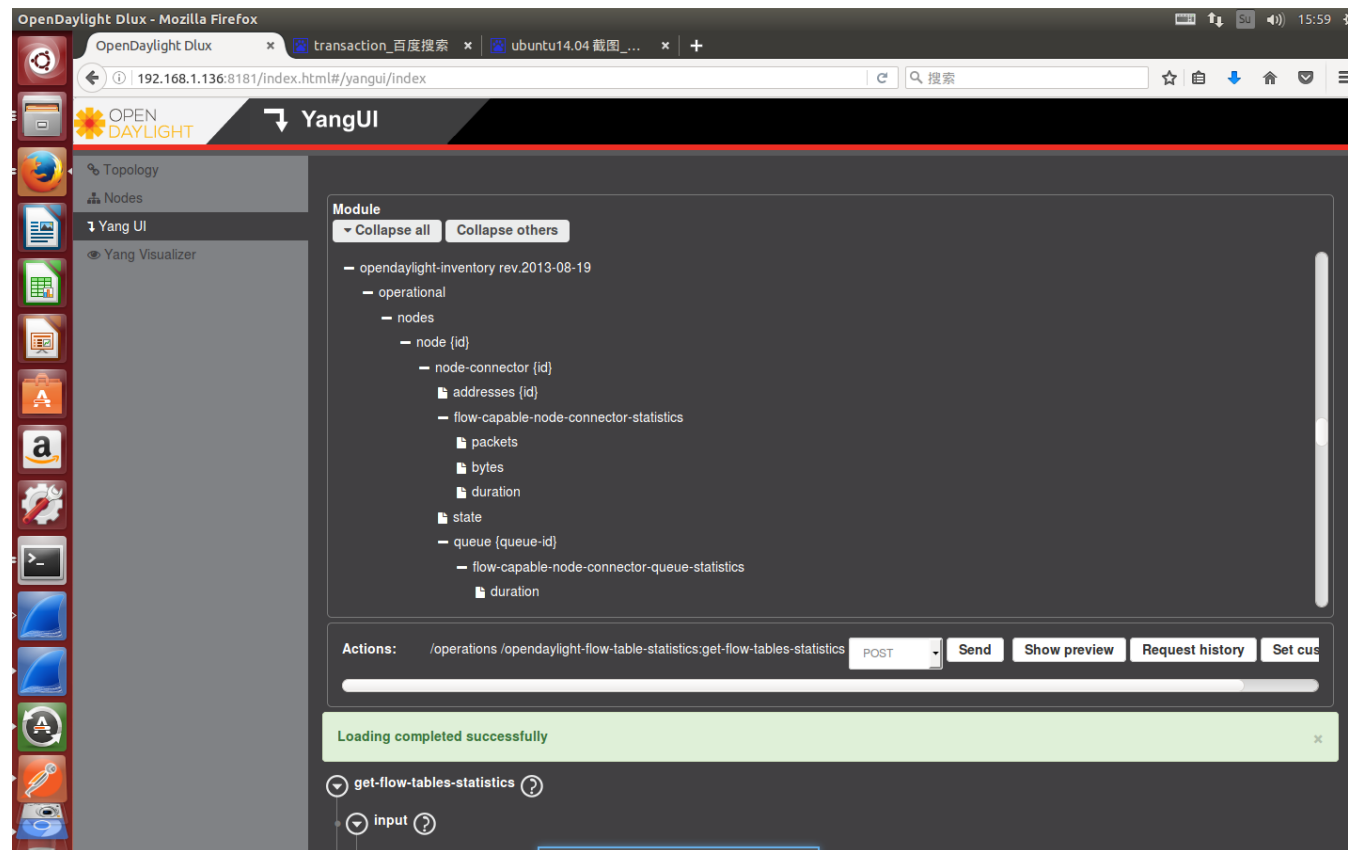 OpenDaylight Dlux - Mozilla Firefox
Su 15:59
OpenDaylight Dlux × transaction_百度搜索 × ubuntu14.04 截图_... × +
192.168.1.136:8181/index.html#/yangui/index
搜索
OPEN
DAYLIGHT
YangUI
Topology
Nodes
Yang UI
Yang Visualizer
Module
Collapse all Collapse others
opendaylight-inventory rev.2013-08-19
operational
nodes
node {id}
node-connector {id}
addresses {id}
flow-capable-node-connector-statistics
packets
bytes
duration
state
queue {queue-id}
flow-capable-node-connector-queue-statistics
duration
Actions: /operations /opendaylight-flow-table-statistics:get-flow-tables-statistics POST Send Show preview Request history Set cus
Loading completed successfully ×
get-flow-tables-statistics ?
input ?